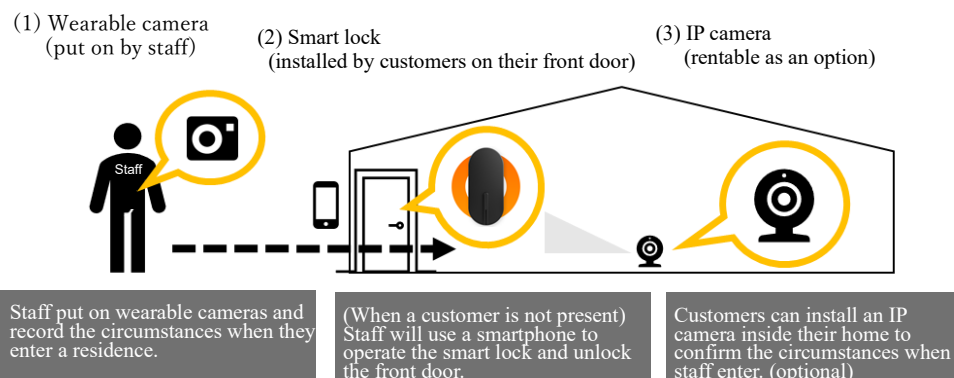 (1) Wearable camera
(put on by staff)
(2) Smart lock
(installed by customers on their front door)
(3) IP camera
(rentable as an option)
Staff
Staff put on wearable cameras and
record the circumstances when they
enter a residence.
(When a customer is not present)
Staff will use a smartphone to
operate the smart lock and unlock
the front door.
Customers can install an IP
camera inside their home to
confirm the circumstances when
staff enter. (optional)